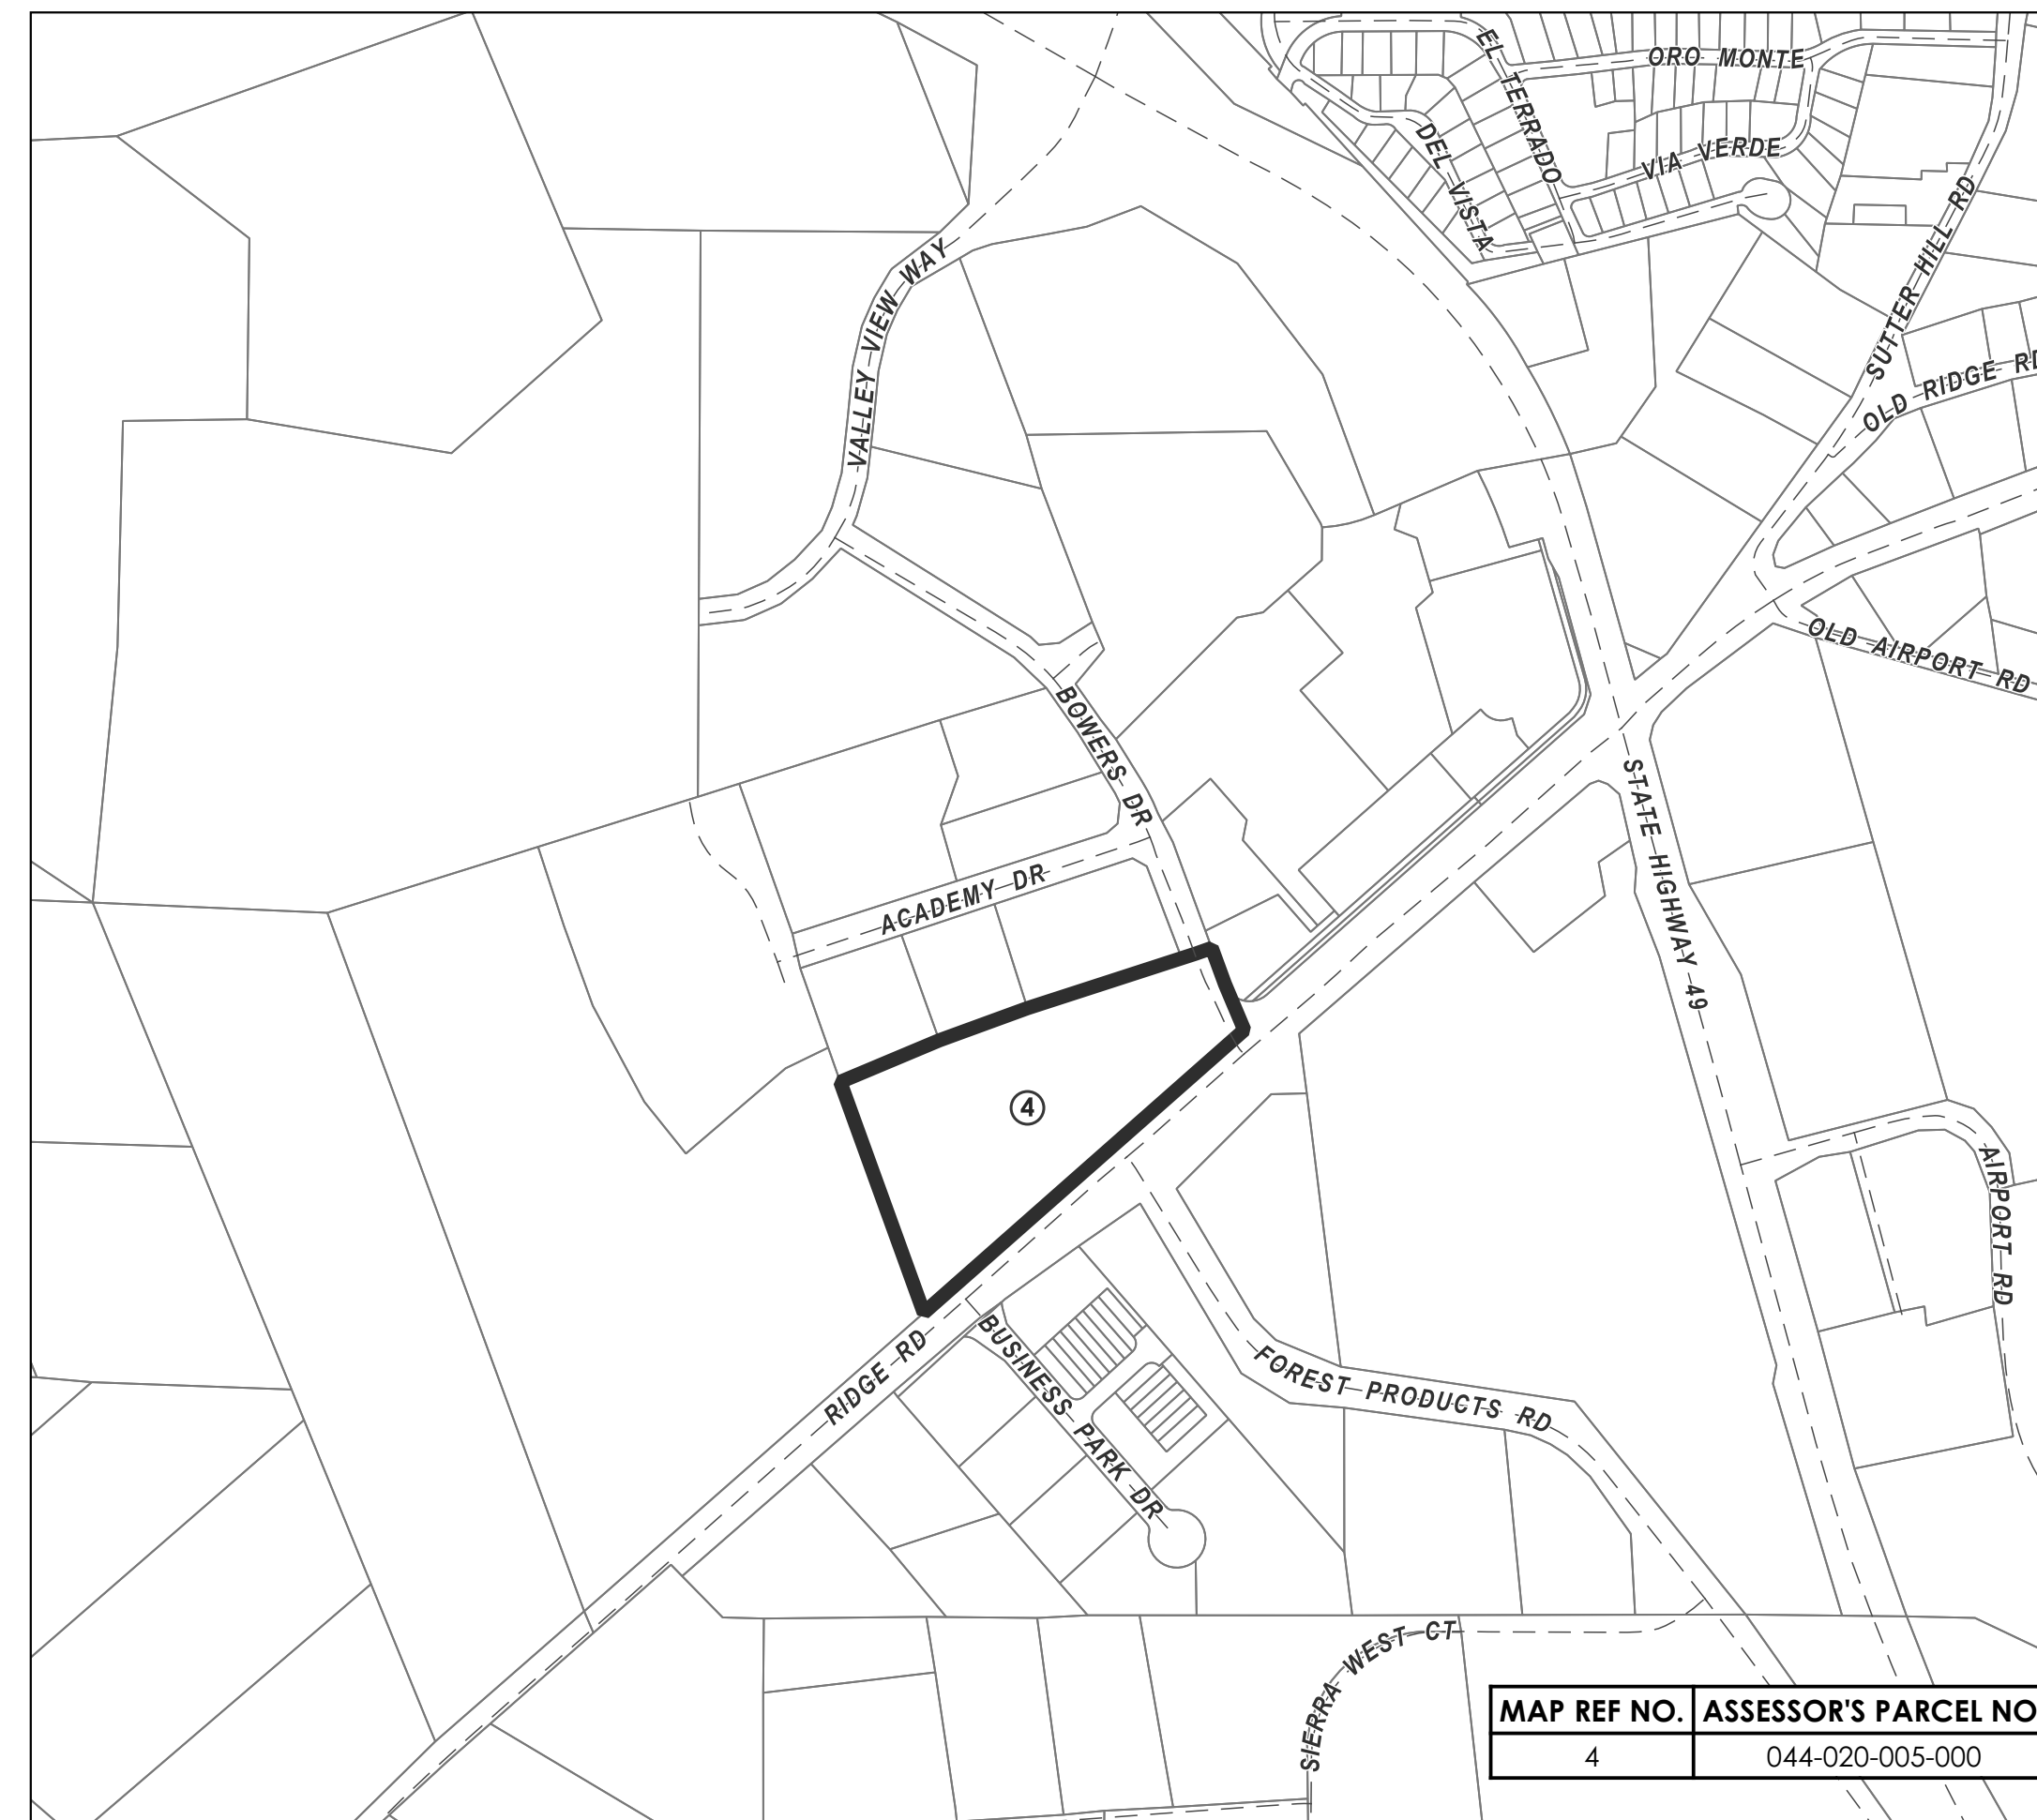 ORO MONTE
EL TERRADO
DEL VISTA
VIA VERDE
SUTTER HILL RD
OLD RIDGE RD
VALLEY VIEW WAY
OLD AIRPORT RD
BOWERS DR
STATE HIGHWAY 49
ACADEMY DR
4
AIRPORT RD
RIDGE RD
BUSINESS PARK DR
FOREST PRODUCTS RD
SIERRA WEST CT
MAP REF NO. ASSESSOR'S PARCEL NO
4 044-020-005-000